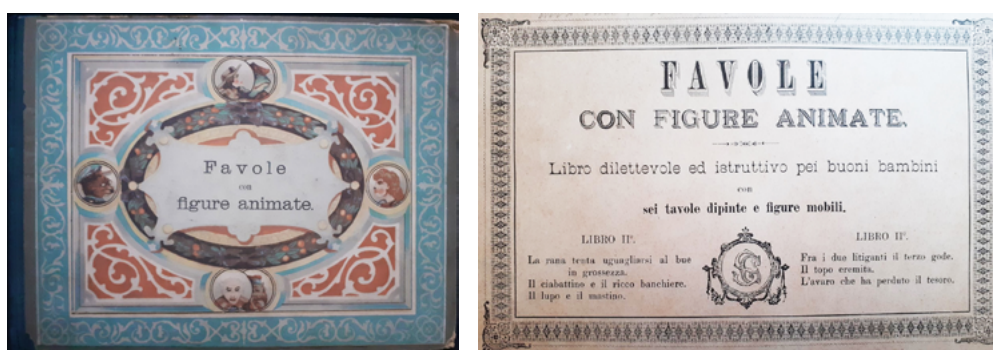 Favole
con
figure animate.
FAVOLE
CON FIGURE ANIMATE.
Libro dilettevole ed istruttivo pei buoni bambini
con
sei tavole dipinte e figure mobili.
LIBRO II°.
La rana tenta uguagliarsi al bue
in grossezza.
Il ciabattino e il ricco banchiere.
Il lupo e il mastino.
LIBRO II°.
Fra i due litiganti il terzo gode.
Il topo eremita.
L'avaro che ha perduto il tesoro.